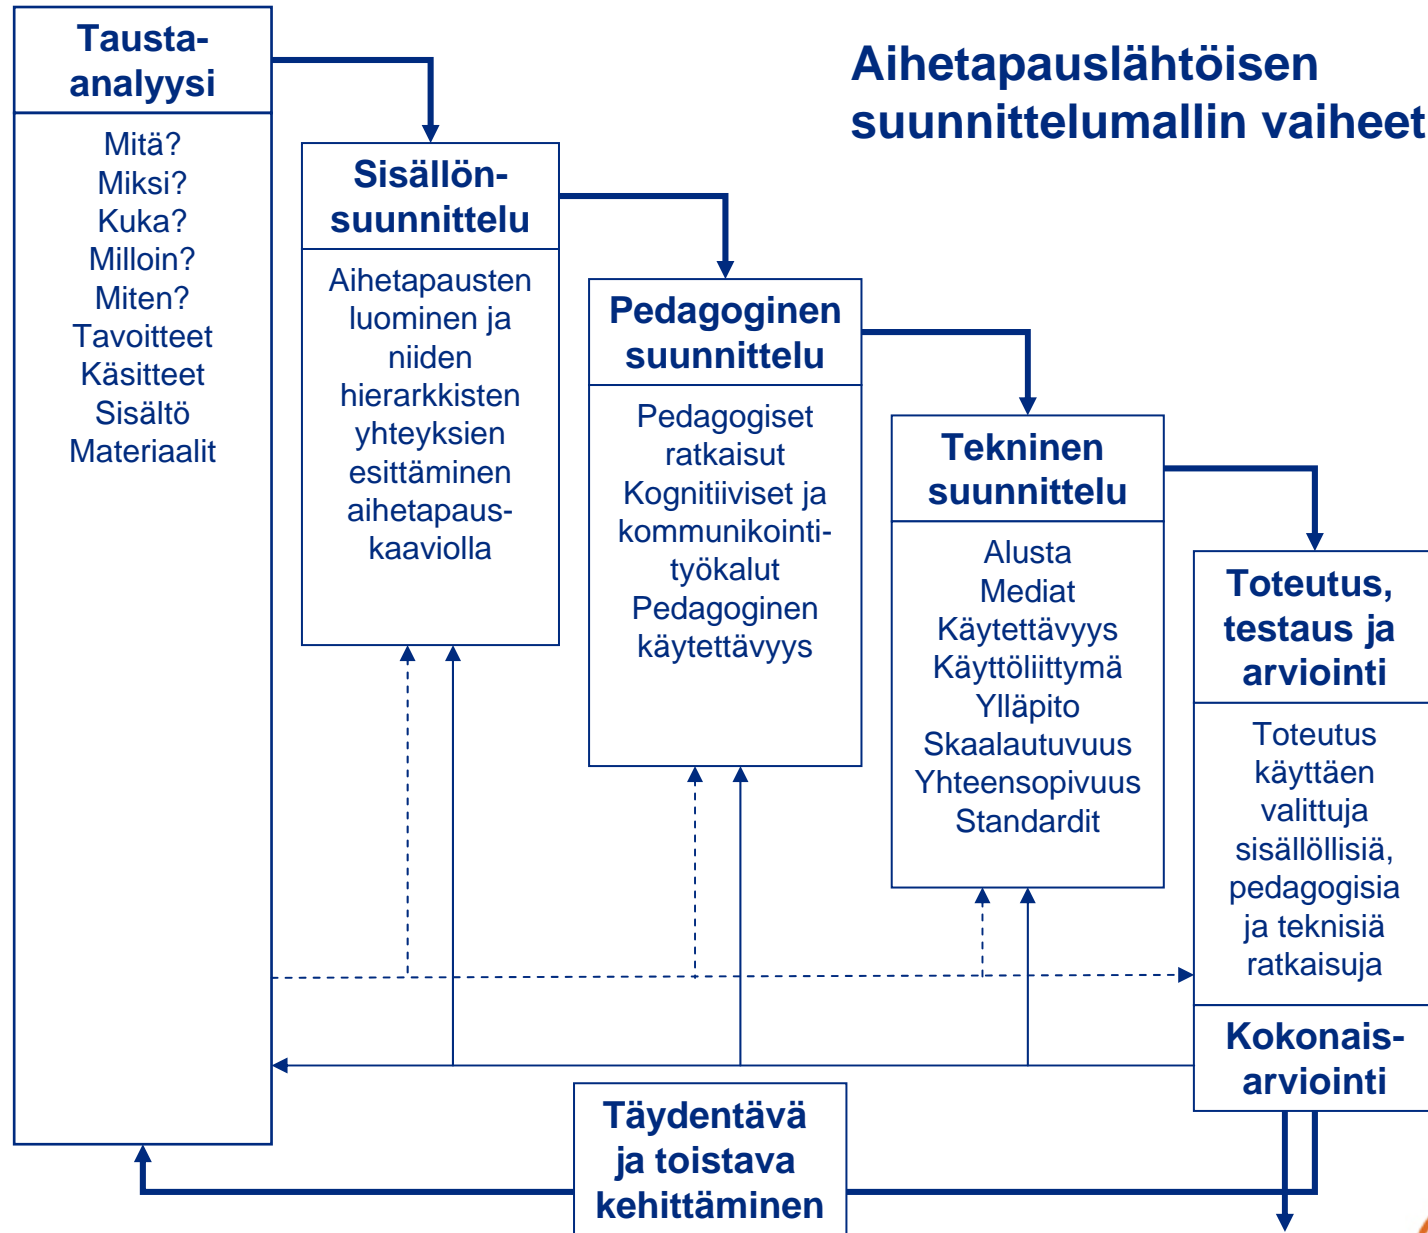 Aihetapauslähtöisen
suunnittelumallin vaiheet
Tausta-
analyysi
Mitä?
Miksi?
Kuka?
Milloin?
Miten?
Tavoitteet
Käsitteet
Sisältö
Materiaalit
Sisällön-
suunnittelu
Aihetapausten
luominen ja
niiden
hierarkkisten
yhteyksien
esittäminen
aihetapaus-
kaaviolla
Pedagoginen
suunnittelu
Pedagogiset
ratkaisut
Kognitiiviset ja
kommunikointi-
työkalut
Pedagoginen
käytettävyys
Tekninen
suunnittelu
Alusta
Mediat
Käytettävyys
Käyttöliittymä
Ylläpito
Skaalautuvuus
Yhteensopivuus
Standardit
Toteutus,
testaus ja
arviointi
Toteutus
käyttäen
valittuja
sisällöllisiä,
pedagogisia
ja teknisiä
ratkaisuja
Kokonais-
arviointi
Täydentävä
ja toistava
kehittäminen